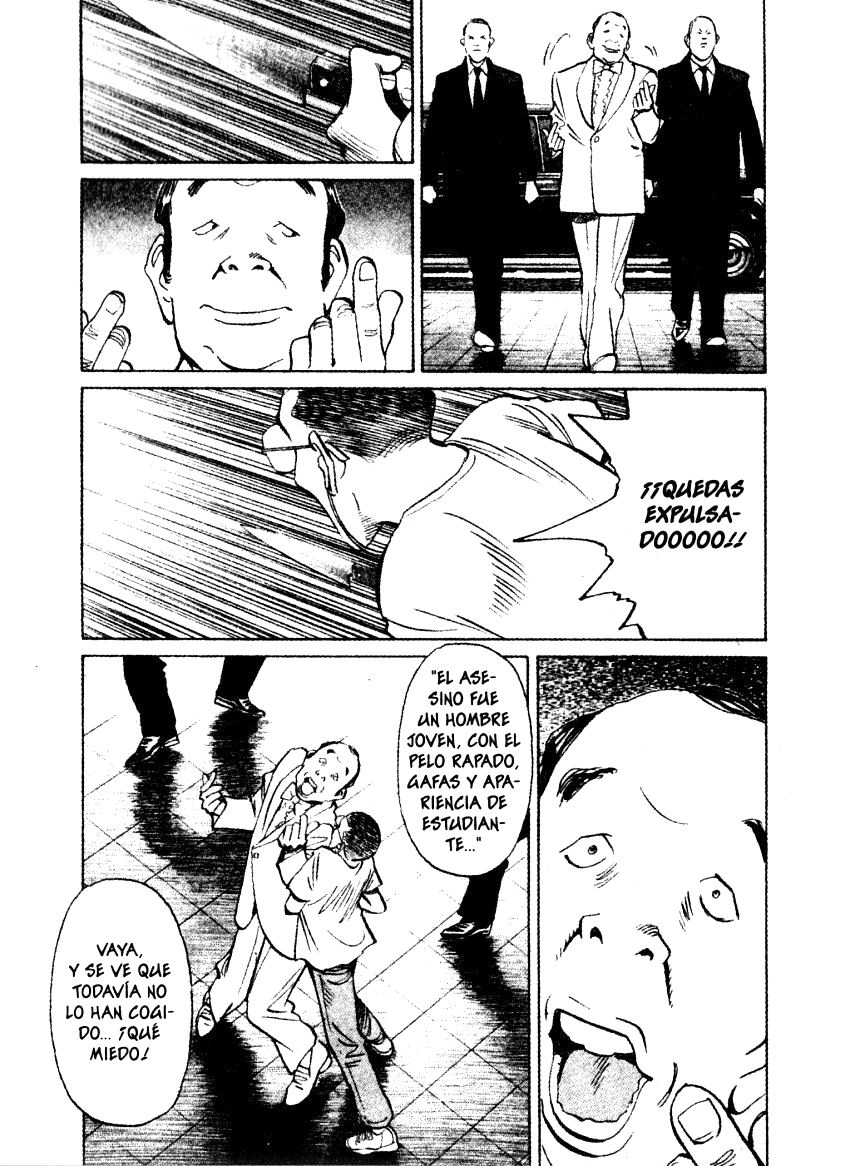 ¡¡QUEDAS
EXPULSA-
DOOOOO!!
"EL ASE-
SINO FUE
UN HOMBRE
JOVEN, CON EL
PELO RAPADO,
GAFAS Y APA-
RIENCIA DE
ESTUDIAN-
TE..."
VAYA,
Y SE VE QUE
TODAVÍA NO
LO HAN COGI-
DO... ¡QUÉ
MIEDO!